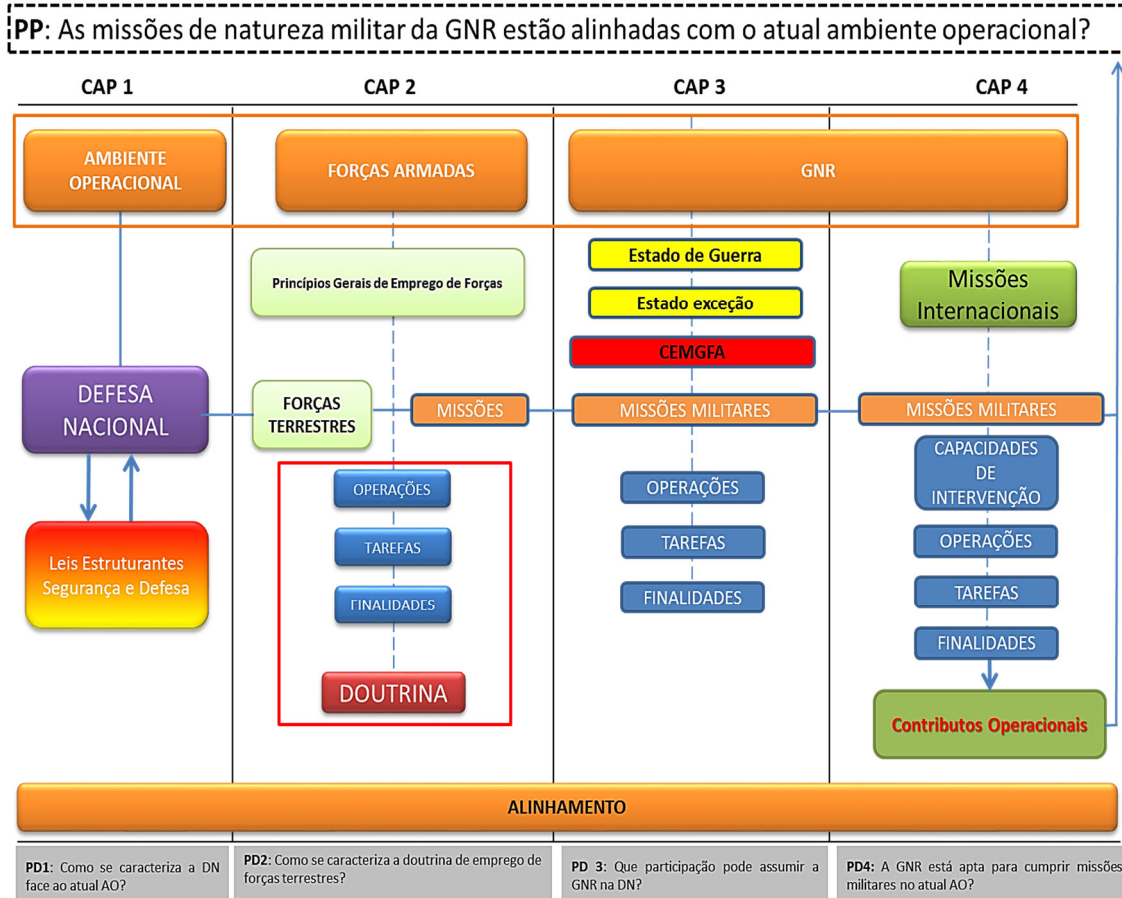 PP: As missões de natureza militar da GNR estão alinhadas com o atual ambiente operacional?
CAP 1
CAP 2
CAP 3
CAP 4
AMBIENTE
OPERACIONAL
FORÇAS ARMADAS
GNR
Princípios Gerais de Emprego de Forças
Estado de Guerra
Estado exceção
CEMGFA
Missões
Internacionais
DEFESA
NACIONAL
FORÇAS
TERRESTRES
MISSÕES
MISSÕES MILITARES
MISSÕES MILITARES
Leis Estruturantes
Segurança e Defesa
OPERAÇÕES
TAREFAS
FINALIDADES
DOUTRINA
OPERAÇÕES
TAREFAS
FINALIDADES
CAPACIDADES
DE
INTERVENÇÃO
OPERAÇÕES
TAREFAS
FINALIDADES
Contributos Operacionais
ALINHAMENTO
PD1: Como se caracteriza a DN
face ao atual AO?
PD2: Como se caracteriza a doutrina de emprego de
forças terrestres?
PD 3: Que participação pode assumir a
GNR na DN?
PD4: A GNR está apta para cumprir missões
militares no atual AO?